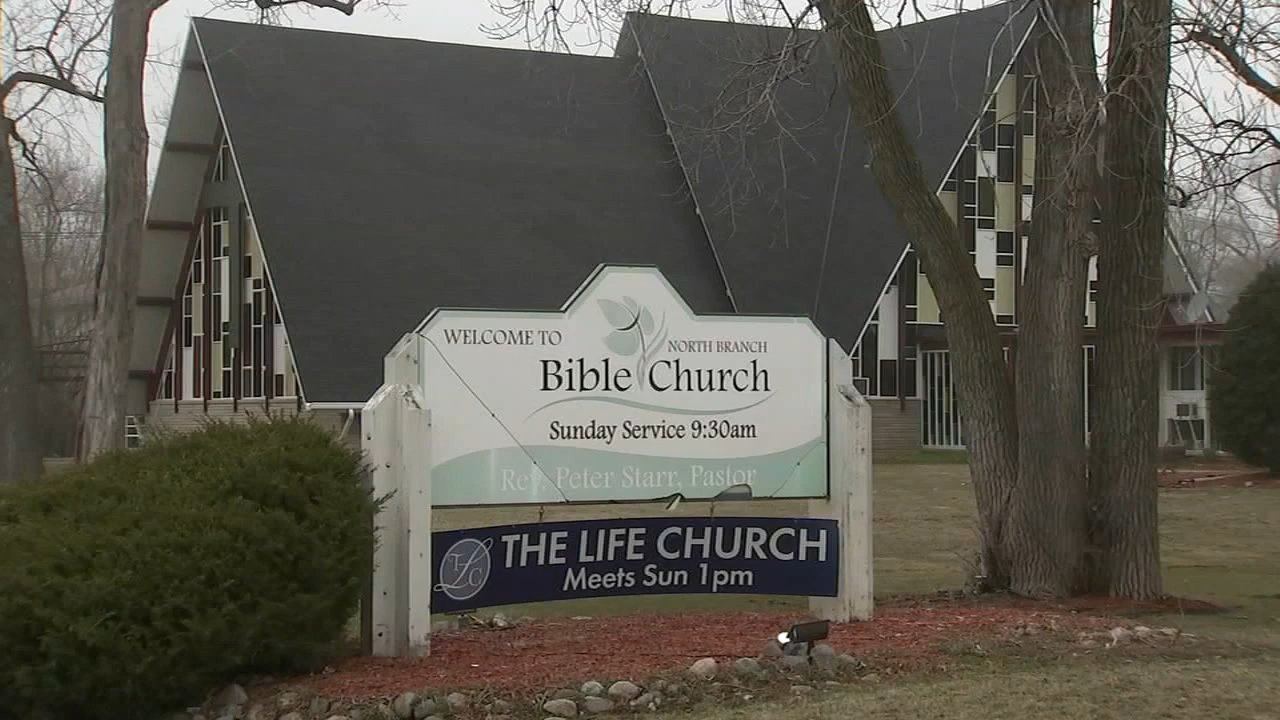 WELCOME TO
NORTH BRANCH
Bible Church
Sunday Service 9:30am
Rev. Peter Starr, Pastor
TLC THE LIFE CHURCH
Meets Sun 1pm